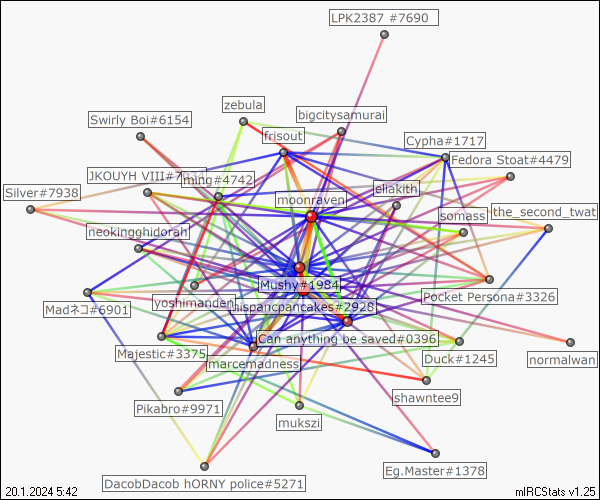 LPK2387 #7690
zebula
bigcitysamurai
Swirly Boi#6154
frisout
Cypha#1717
Fedora Stoat#4479
JKOUYH VIII#7
ming#4742
eliakith
Silver#7938
moonraven
somass
the_second_twat
neokingghidorah
Mushy#1984
yoshimanden
hispanicpancakes#2928
Pocket Persona#3326
Madネコ#6901
Can anything be saved#0396
Majestic#3375
marcemadness
Duck#1245
normalwan
shawntee9
Pikabro#9971
mukszi
Eg.Master#1378
DacobDacob hORNY police#5271
20.1.2024 5:42
mIRCStats v1.25